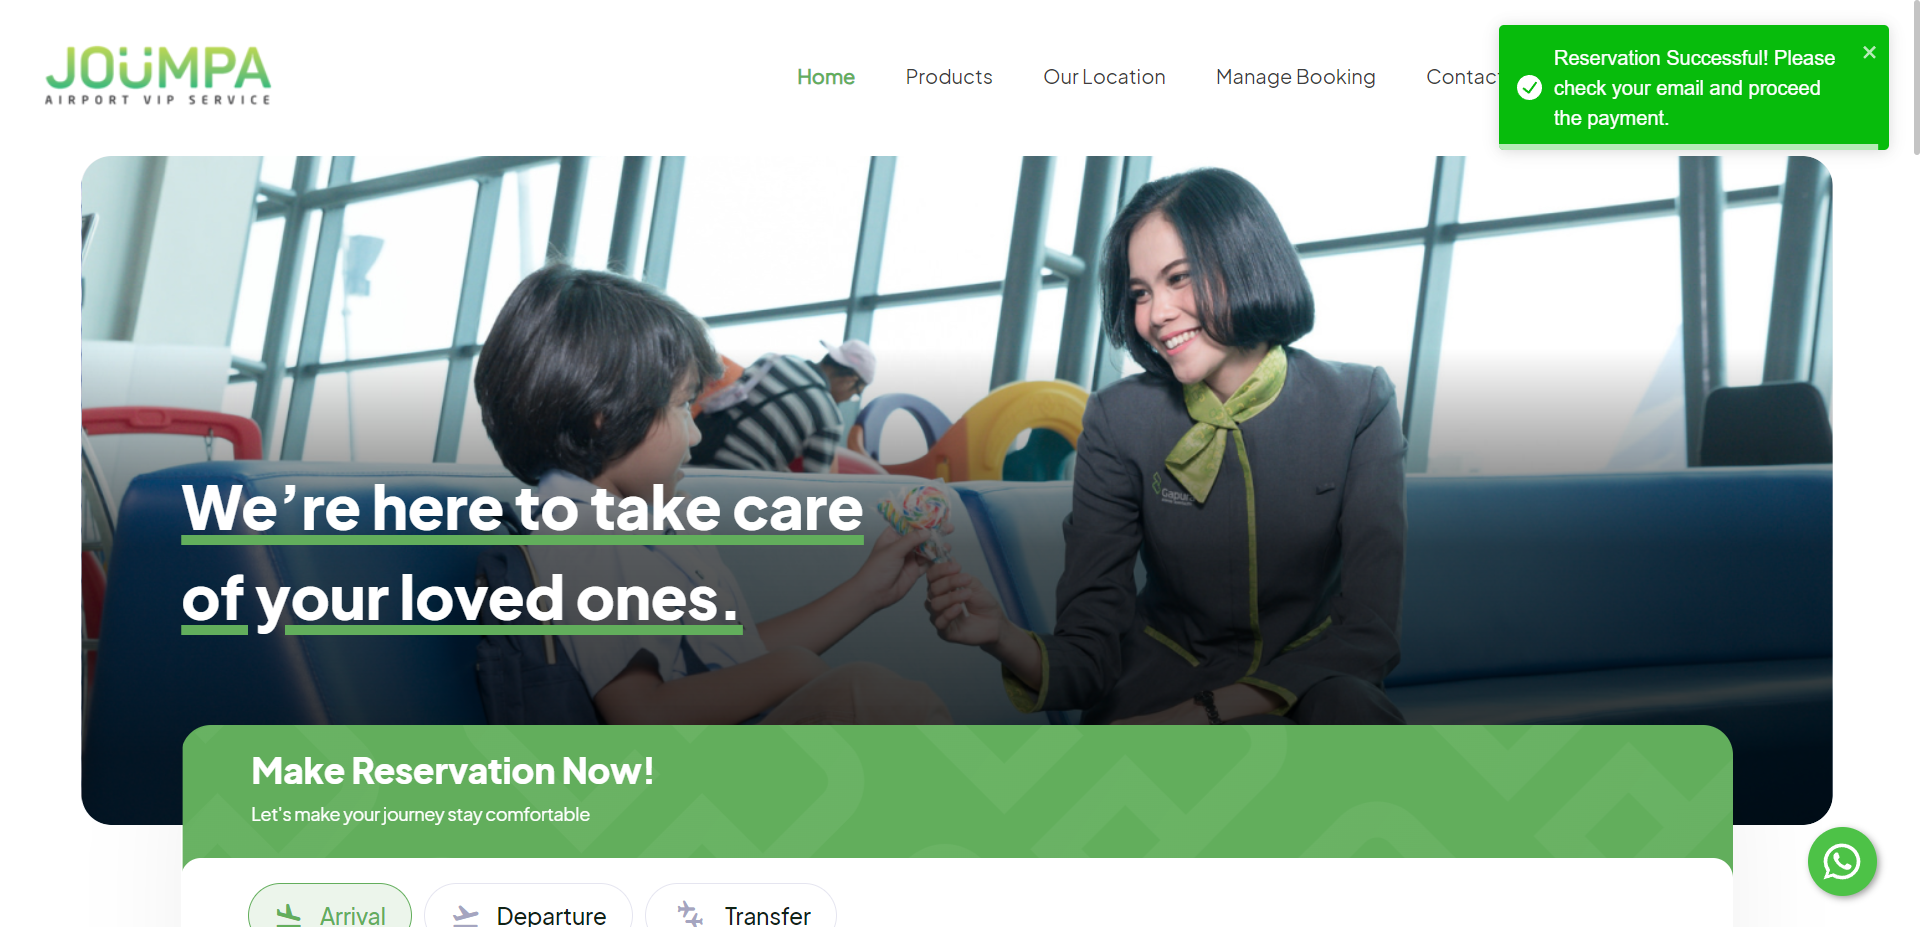 JOUMPA
AIRPORT VIP SERVICE
Home
Products
Our Location
Manage Booking
Reservation Successful! Please
check your email and proceed
the payment.
We’re here to take care
of your loved ones.
Make Reservation Now!
Let's make your journey stay comfortable
Arrival
Departure
Transfer